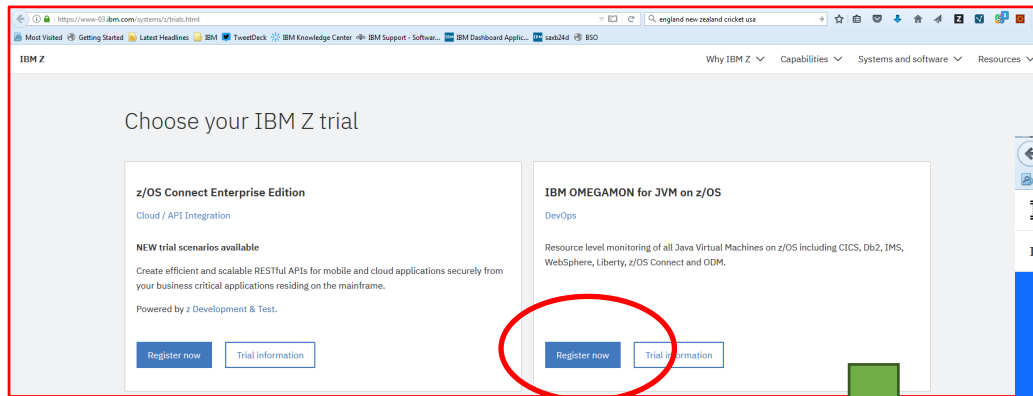 https://www-03.ibm.com/systems/z/trials.html
england new zealand cricket usa
Most Visited Getting Started Latest Headlines IBM TweetDeck IBM Knowledge Center IBM Support - Softwar... IBM Dashboard Applic... saxb24d BSO
IBM Z
Why IBM Z Capabilities Systems and software Resources
Choose your IBM Z trial
z/OS Connect Enterprise Edition
Cloud / API Integration
NEW trial scenarios available
Create efficient and scalable RESTful APIs for mobile and cloud applications securely from
your business critical applications residing on the mainframe.
Powered by z Development & Test.
Register now Trial information
IBM OMEGAMON for JVM on z/OS
DevOps
Resource level monitoring of all Java Virtual Machines on z/OS including CICS, Db2, IMS,
WebSphere, Liberty, z/OS Connect and ODM.
Register now Trial information